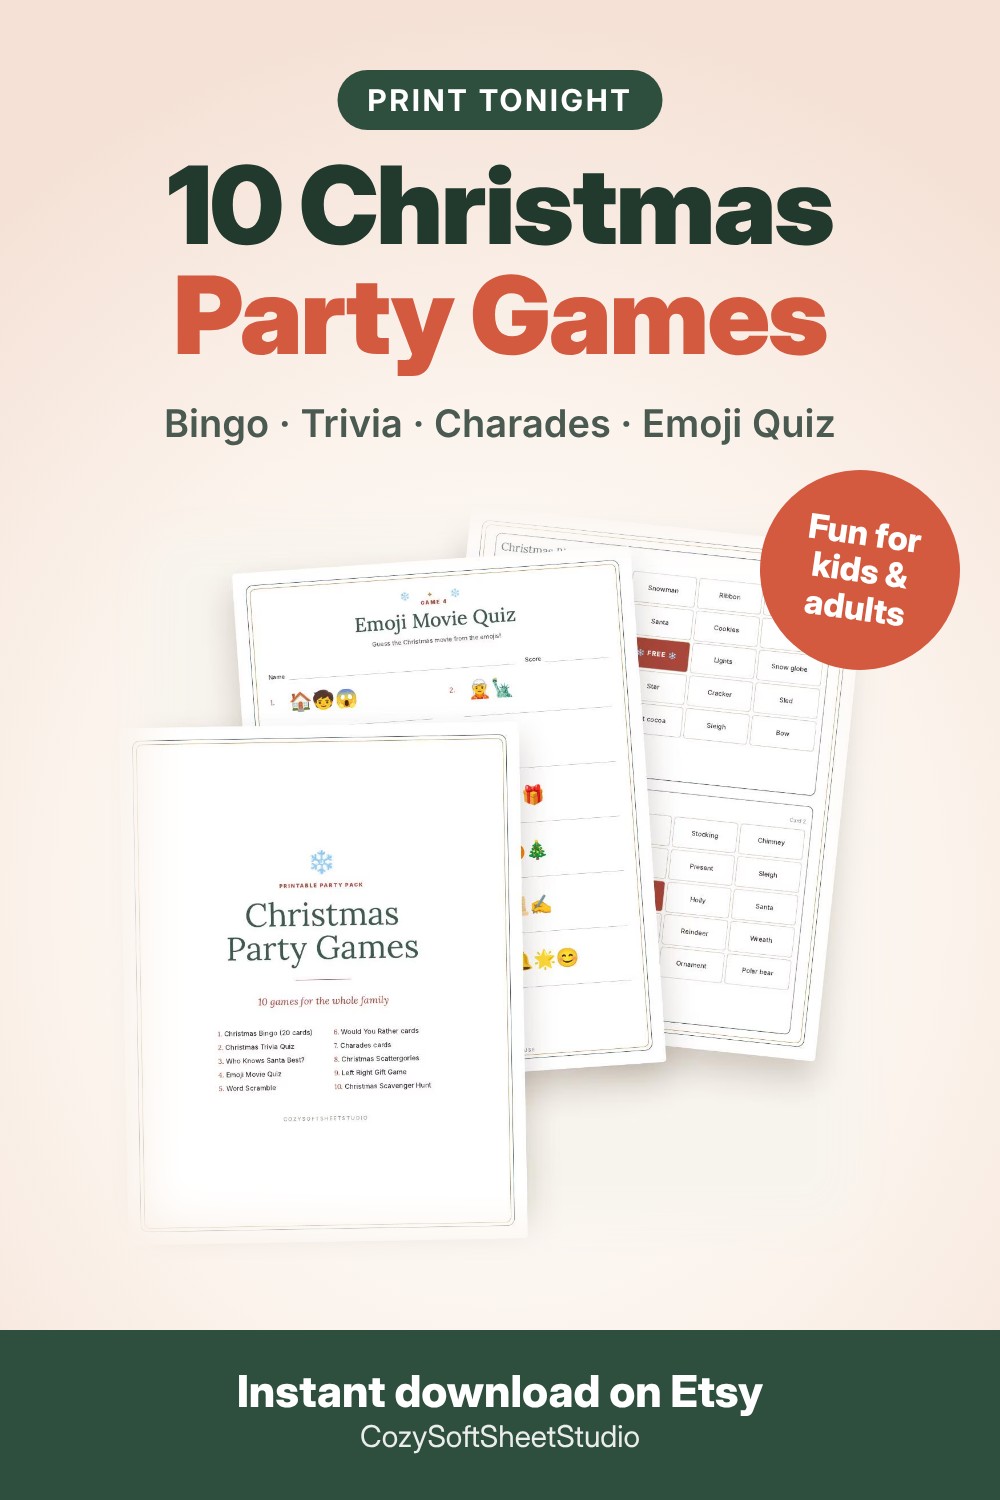 PRINT TONIGHT
10 Christmas
Party Games
Bingo · Trivia · Charades · Emoji Quiz
Fun for
kids &
adults
Christmas
Snowman
Ribbon
Santa
Cookies
❄ FREE ❄
Lights
Snow globe
Star
Cracker
Sled
cocoa
Sleigh
Bow
Card 2
Stocking
Chimney
Present
Sleigh
Holly
Santa
Reindeer
Wreath
Ornament
Polar bear
GAME 4
Emoji Movie Quiz
Guess the Christmas movie from the emojis!
Name
Score
1.
2.
PRINTABLE PARTY PACK
Christmas
Party Games
10 games for the whole family
1. Christmas Bingo (20 cards)
2. Christmas Trivia Quiz
3. Who Knows Santa Best?
4. Emoji Movie Quiz
5. Word Scramble
6. Would You Rather cards
7. Charades cards
8. Christmas Scattergories
9. Left Right Gift Game
10. Christmas Scavenger Hunt
COZYSOFTSHEETSTUDIO
Instant download on Etsy
CozySoftSheetStudio